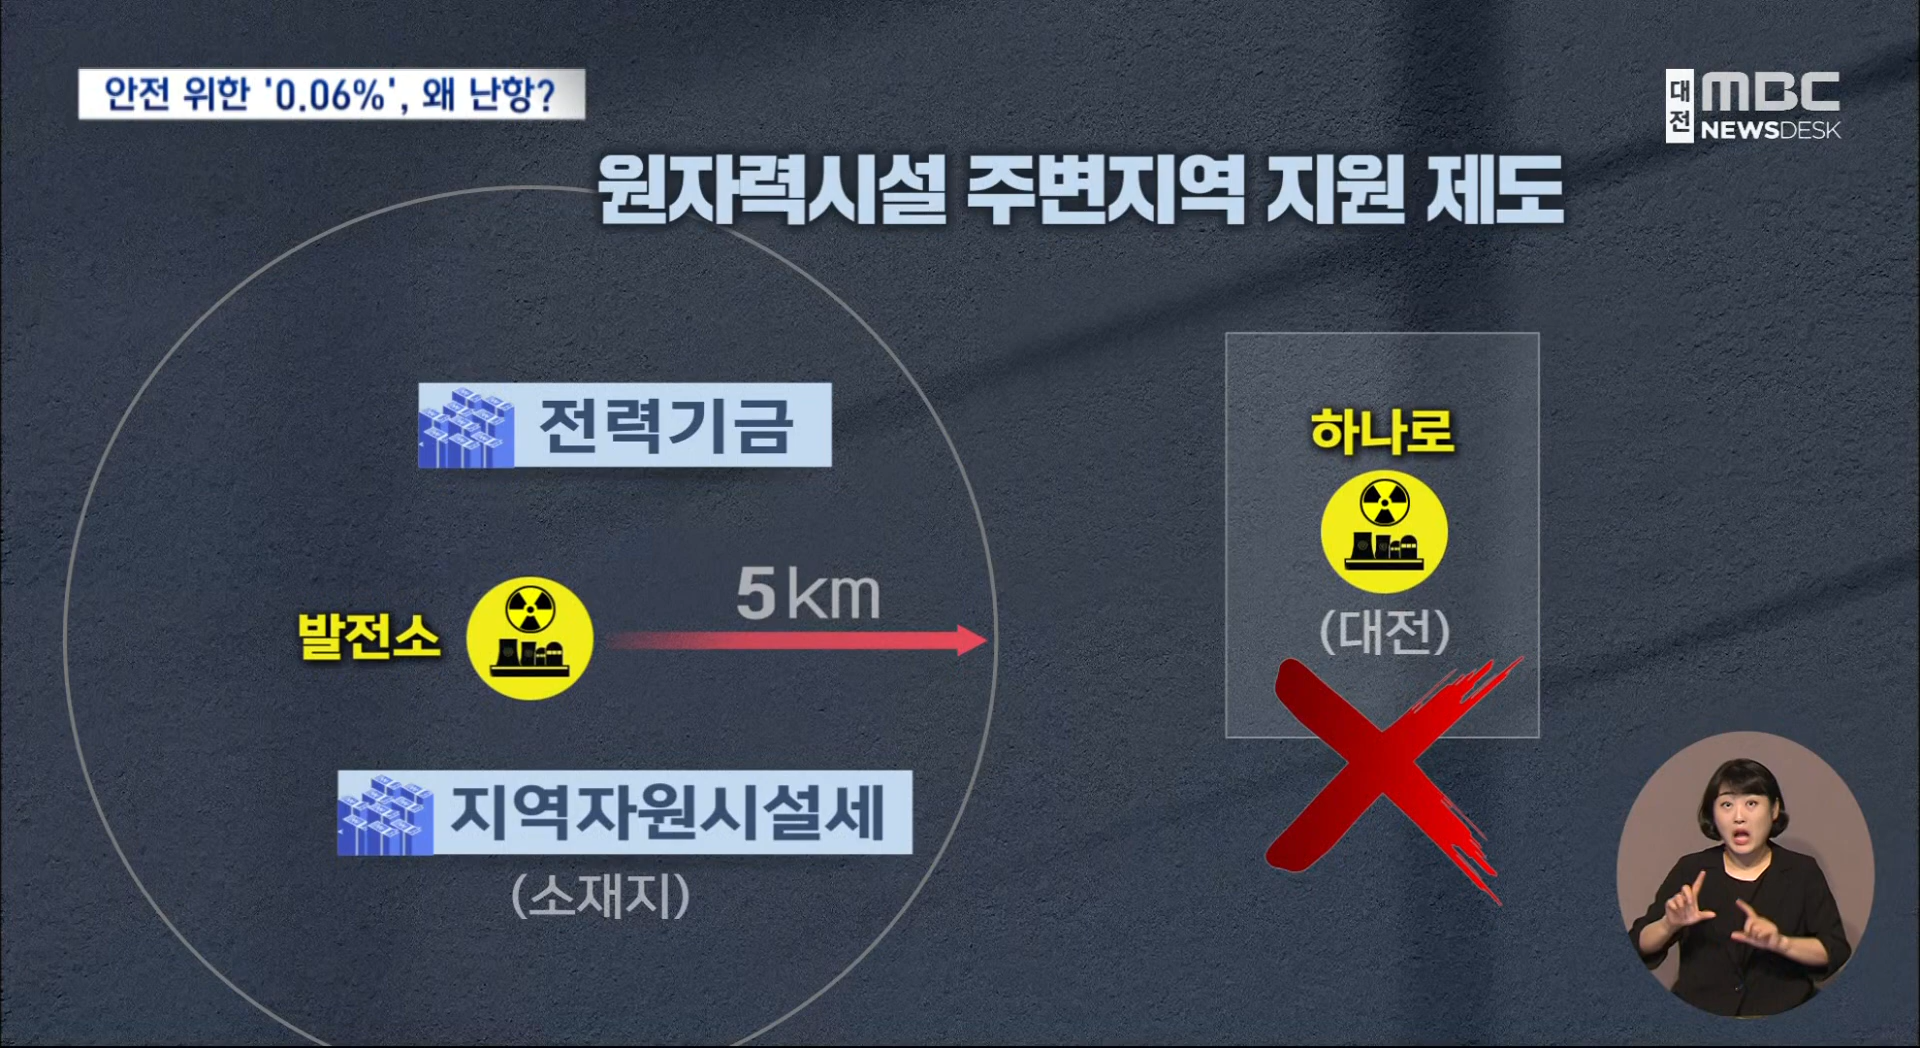 안전 위한 '0.06%', 왜 난항?
대전 MBC
NEWSDESK
원자력시설 주변지역 지원 제도
전력기금
하나로
(대전)
5km
발전소
지역자원시설세
(소재지)